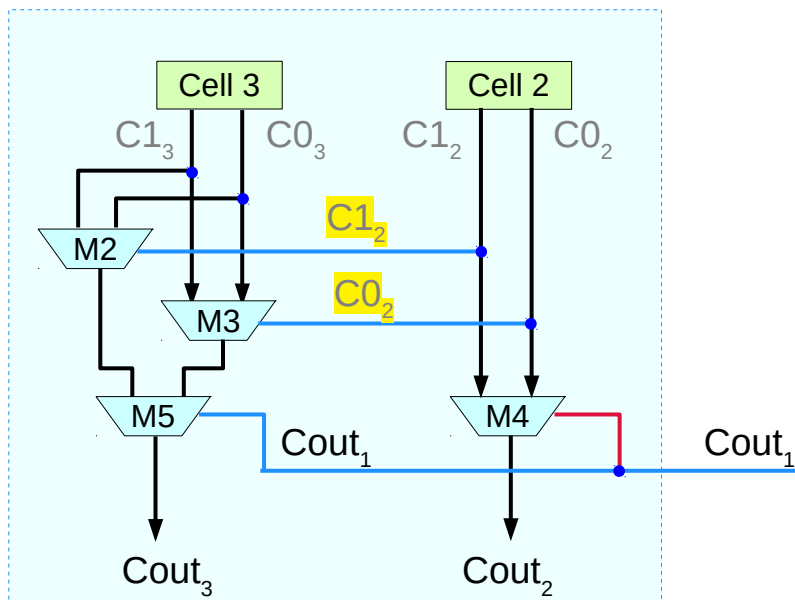 Cell 3
Cell 2
C1₃
C0₃
C1₂
C0₂
C1₂
M2
C0₂
M3
M5
M4
Cout₁
Cout₁
Cout₃
Cout₂